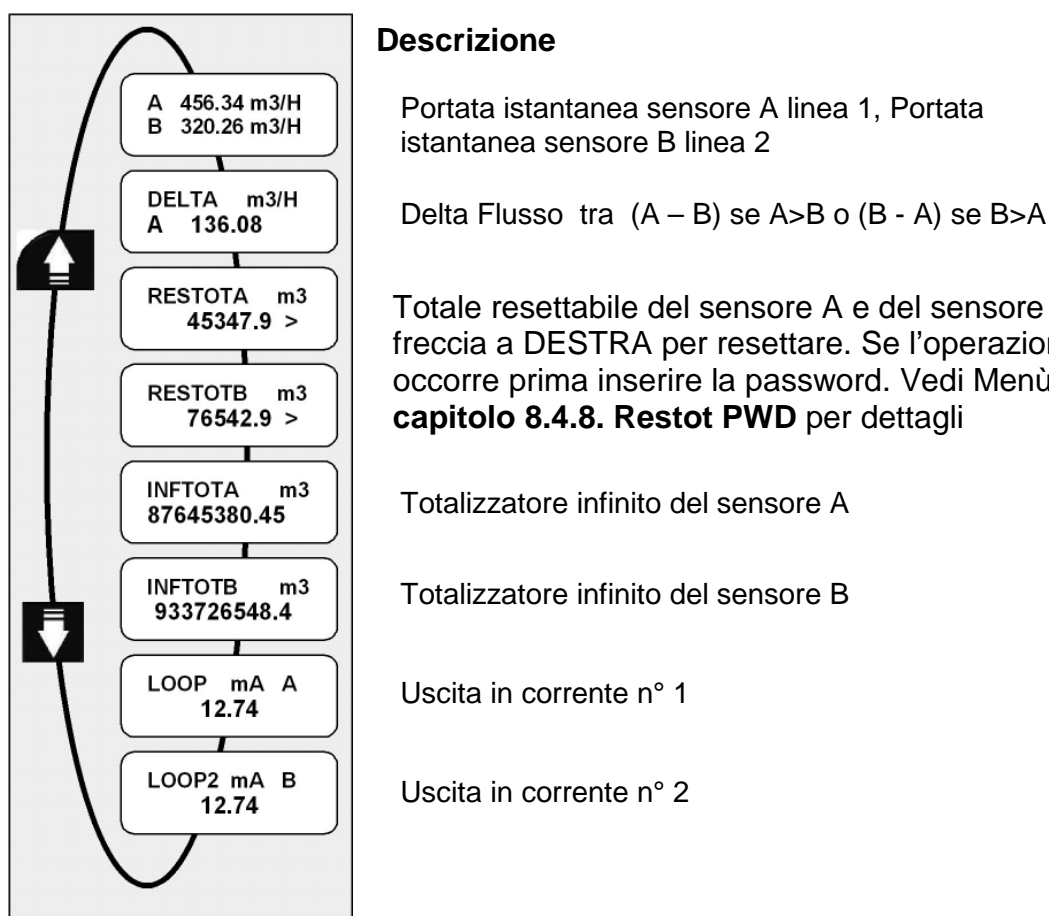 Descrizione
A 456.34 m3/H
B 320.26 m3/H
Portata istantanea sensore A linea 1, Portata
istantanea sensore B linea 2
DELTA m3/H
A 136.08
Delta Flusso tra (A – B) se A>B o (B - A) se B>A
RESTOTA m3
45347.9 >
RESTOTB m3
76542.9 >
Totale resettabile del sensore A e del sensore
freccia a DESTRA per resettare. Se l'operazion
occorre prima inserire la password. Vedi Menù
capitolo 8.4.8. Restot PWD per dettagli
INFTOTA m3
87645380.45
Totalizzatore infinito del sensore A
INFTOTB m3
933726548.4
Totalizzatore infinito del sensore B
LOOP mA A
12.74
Uscita in corrente n° 1
LOOP2 mA B
12.74
Uscita in corrente n° 2